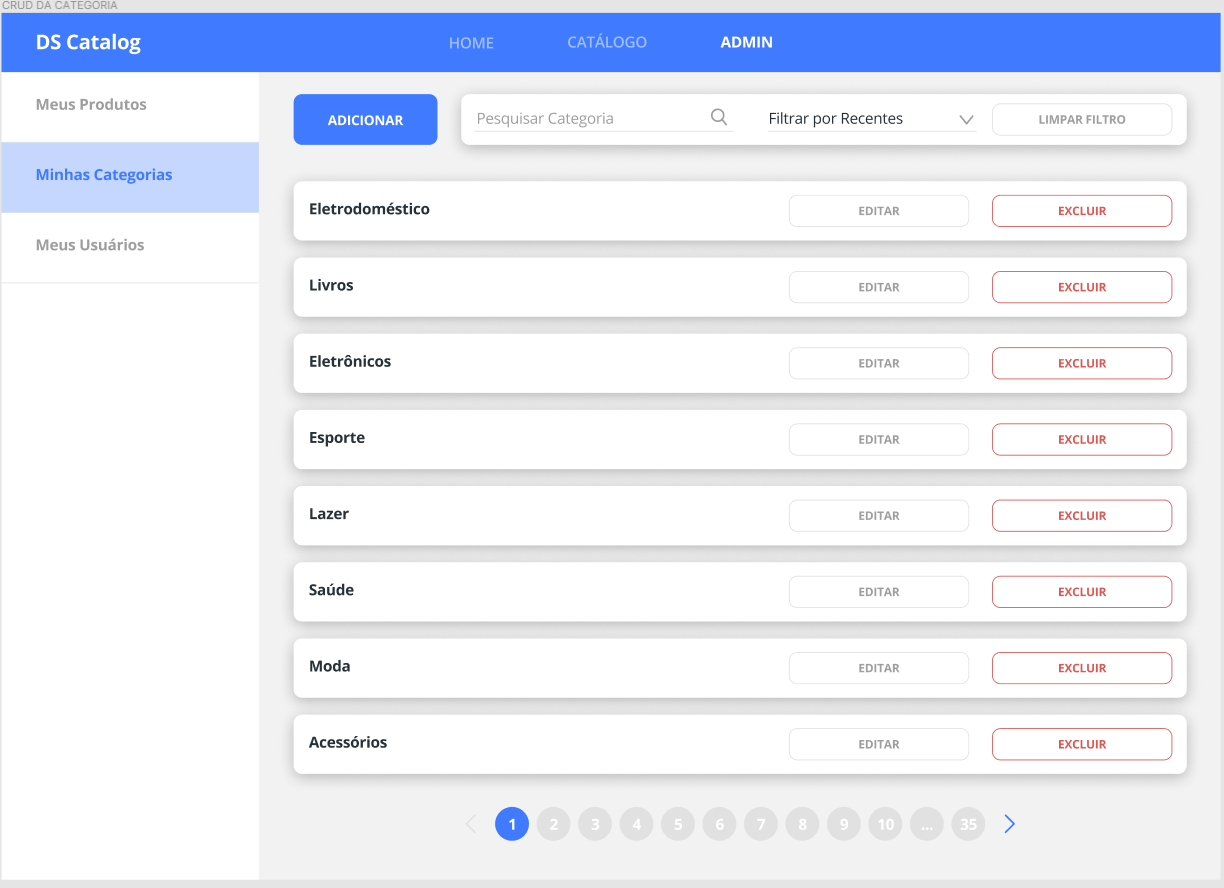 CRUD DA CATEGORIA
DS Catalog HOME CATÁLOGO ADMIN
Meus Produtos
Minhas Categorias
Meus Usuários
ADICIONAR Pesquisar Categoria Filtrar por Recentes LIMPAR FILTRO
Eletrodoméstico EDITAR EXCLUIR
Livros EDITAR EXCLUIR
Eletrônicos EDITAR EXCLUIR
Esporte EDITAR EXCLUIR
Lazer EDITAR EXCLUIR
Saúde EDITAR EXCLUIR
Moda EDITAR EXCLUIR
Acessórios EDITAR EXCLUIR
1 2 3 4 5 6 7 8 9 10 ... 35